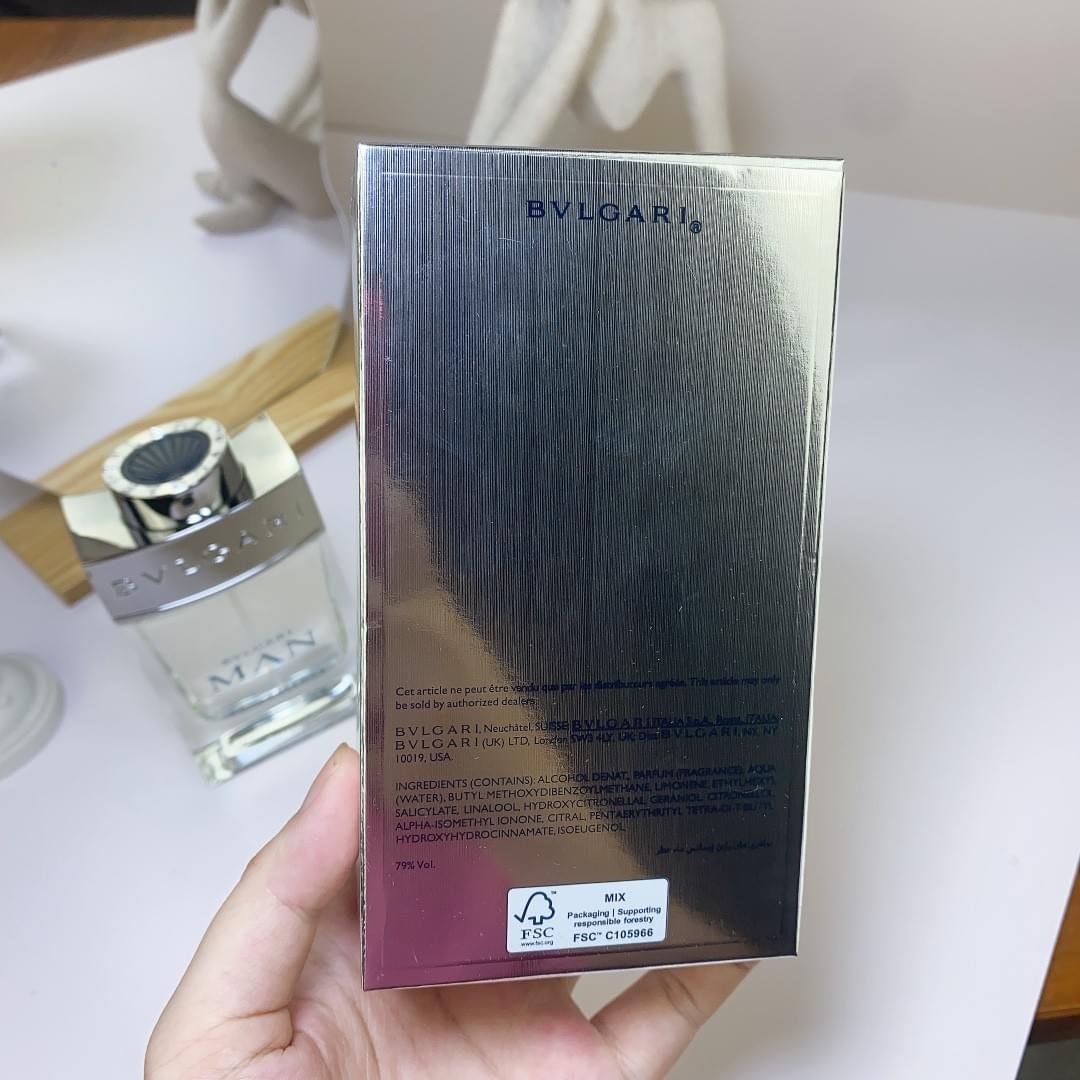 BVLGARI®
Cet article ne peut être vendu que par les distributeurs agréés. This article may only
be sold by authorized dealers.
BVLGARI, Neuchâtel, SUISSE BVLGARI ITALIA S.p.A. Rome, ITALIA
BVLGARI (UK) LTD, London SW3 4LY, UK; Dist. BVLGARI, NY, NY
10019, USA.
INGREDIENTS (CONTAINS): ALCOHOL DENAT., PARFUM (FRAGRANCE), AQUA
(WATER), BUTYL METHOXYDIBENZOYLMETHANE, LIMONENE, ETHYLHEXYL
SALICYLATE, LINALOOL, HYDROXYCITRONELLAL, GERANIOL, CITRONELLOL,
ALPHA-ISOMETHYL IONONE, CITRAL, PENTAERYTHRITYL TETRA-DI-T-BUTYL
HYDROXYHYDROCINNAMATE, ISOEUGENOL
79% Vol.
FSC™
www.fsc.org
MIX
Packaging | Supporting
responsible forestry
FSC™ C105966
BVLGARI
BVLGARI
MAN